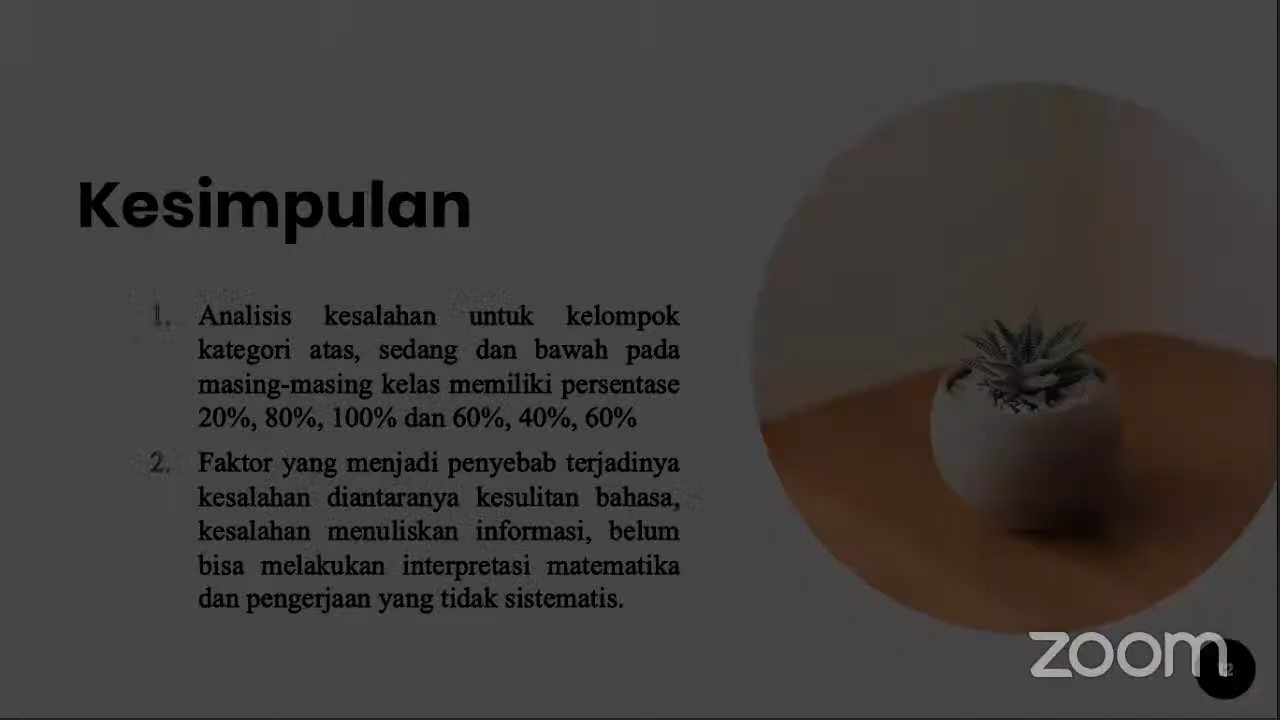 Kesimpulan
1. Analisis kesalahan untuk kelompok
kategori atas, sedang dan bawah pada
masing-masing kelas memiliki persentase
20%, 80%, 100% dan 60%, 40%, 60%
2. Faktor yang menjadi penyebab terjadinya
kesalahan diantaranya kesulitan bahasa,
kesalahan menuliskan informasi, belum
bisa melakukan interpretasi matematika
dan pengerjaan yang tidak sistematis.
zoom